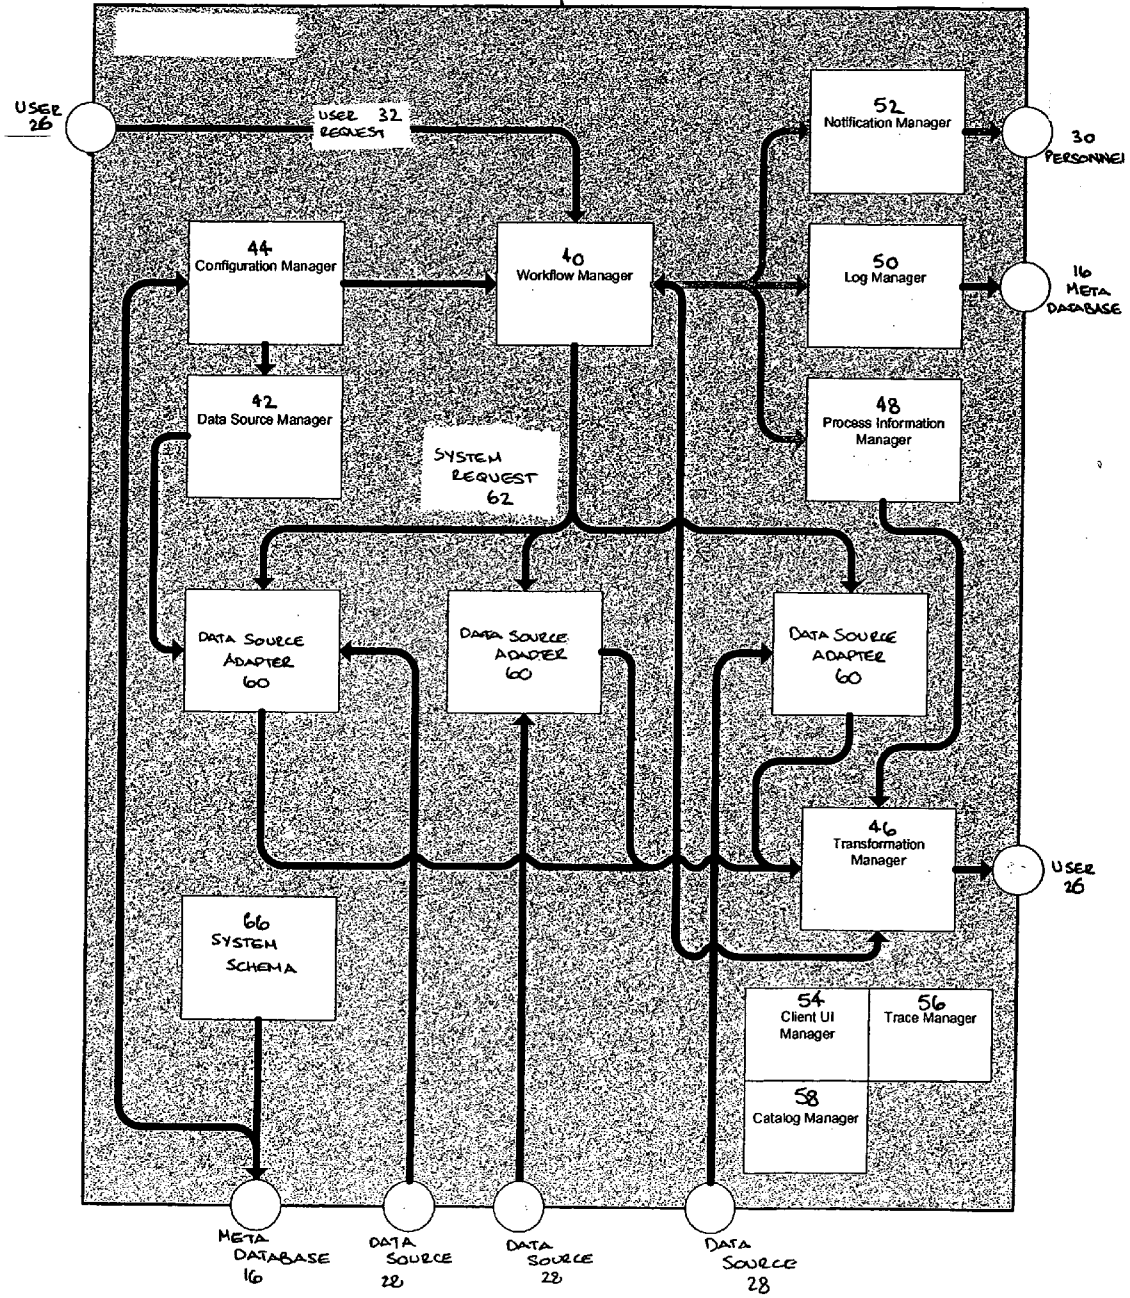 USER
26
USER 32
REQUEST
52
Notification Manager
30
PERSONNEL
44
Configuration Manager
40
Workflow Manager
50
Log Manager
16
META
DATABASE
42
Data Source Manager
48
Process Information
Manager
SYSTEM
REQUEST
62
DATA SOURCE
ADAPTER
60
DATA SOURCE
ADAPTER
60
DATA SOURCE
ADAPTER
60
46
Transformation
Manager
USER
26
66
SYSTEM
SCHEMA
54
Client UI
Manager
56
Trace Manager
58
Catalog Manager
META
DATABASE
16
DATA
SOURCE
28
DATA
SOURCE
28
DATA
SOURCE
28